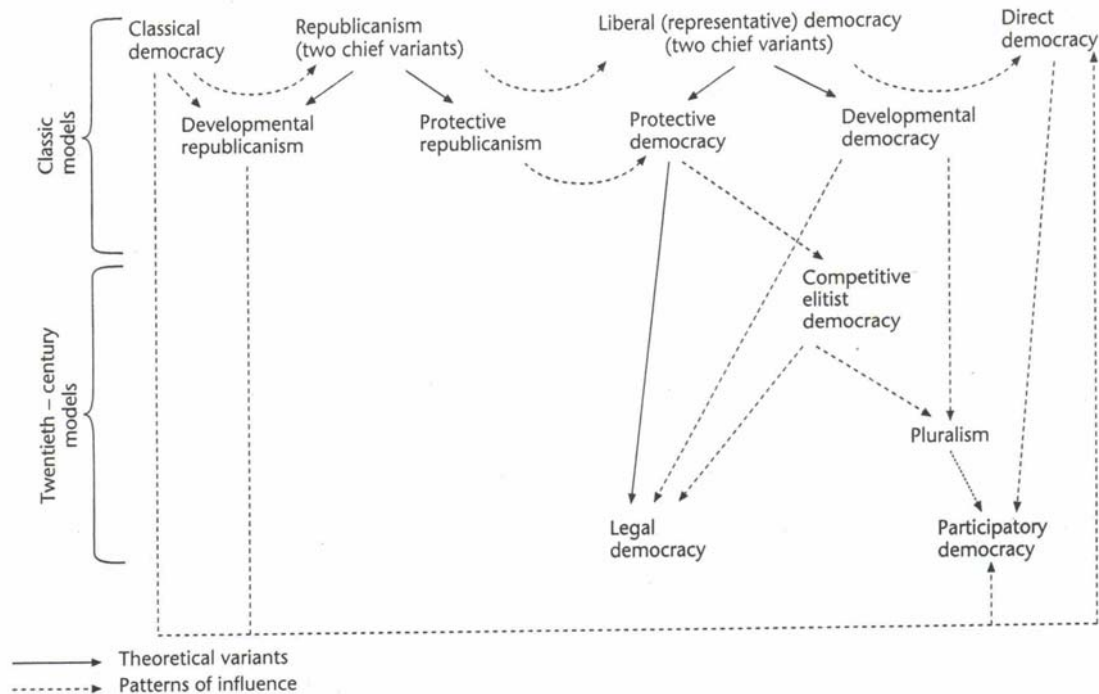 Classical
democracy
Republicanism
(two chief variants)
Liberal (representative) democracy
(two chief variants)
Direct
democracy
Developmental
republicanism
Protective
republicanism
Protective
democracy
Developmental
democracy
Classic
models
Competitive
elitist
democracy
Twentieth – century
models
Pluralism
Legal
democracy
Participatory
democracy
Theoretical variants
Patterns of influence